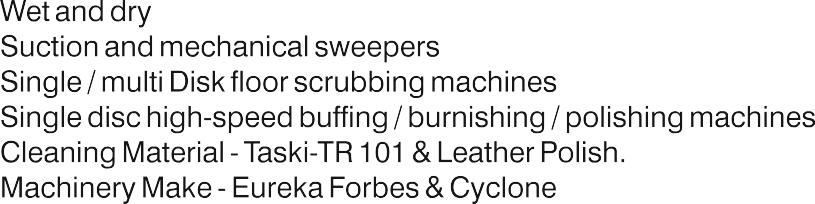 Wet and dry
Suction and mechanical sweepers
Single / multi Disk floor scrubbing machines
Single disc high-speed buffing / burnishing / polishing machines
Cleaning Material - Taski-TR 101 & Leather Polish.
Machinery Make - Eureka Forbes & Cyclone